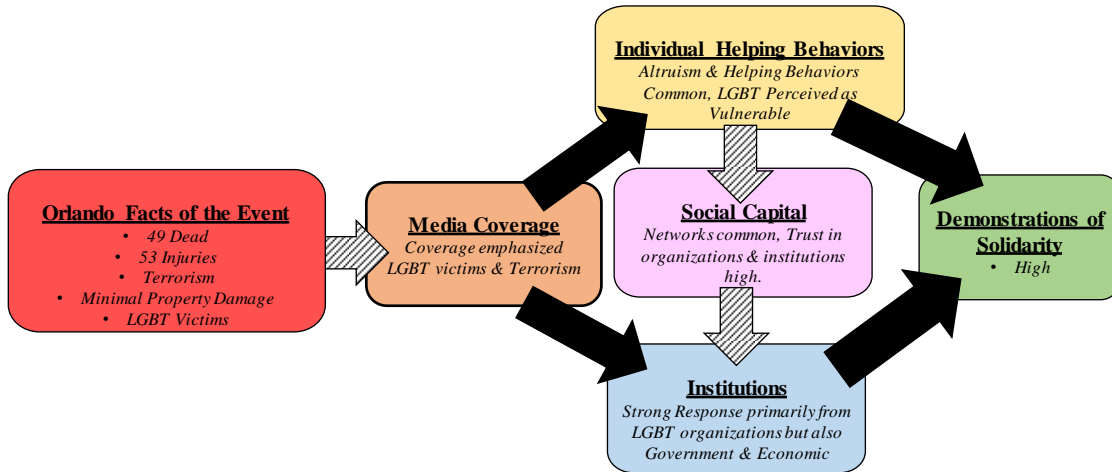 Orlando Facts of the Event
• 49 Dead
• 53 Injuries
• Terrorism
• Minimal Property Damage
• LGBT Victims
Media Coverage
Coverage emphasized
LGBT victims & Terrorism
Individual Helping Behaviors
Altruism & Helping Behaviors
Common, LGBT Perceived as
Vulnerable
Social Capital
Networks common, Trust in
organizations & institutions
high.
Institutions
Strong Response primarily from
LGBT organizations but also
Government & Economic
Demonstrations of
Solidarity
• High